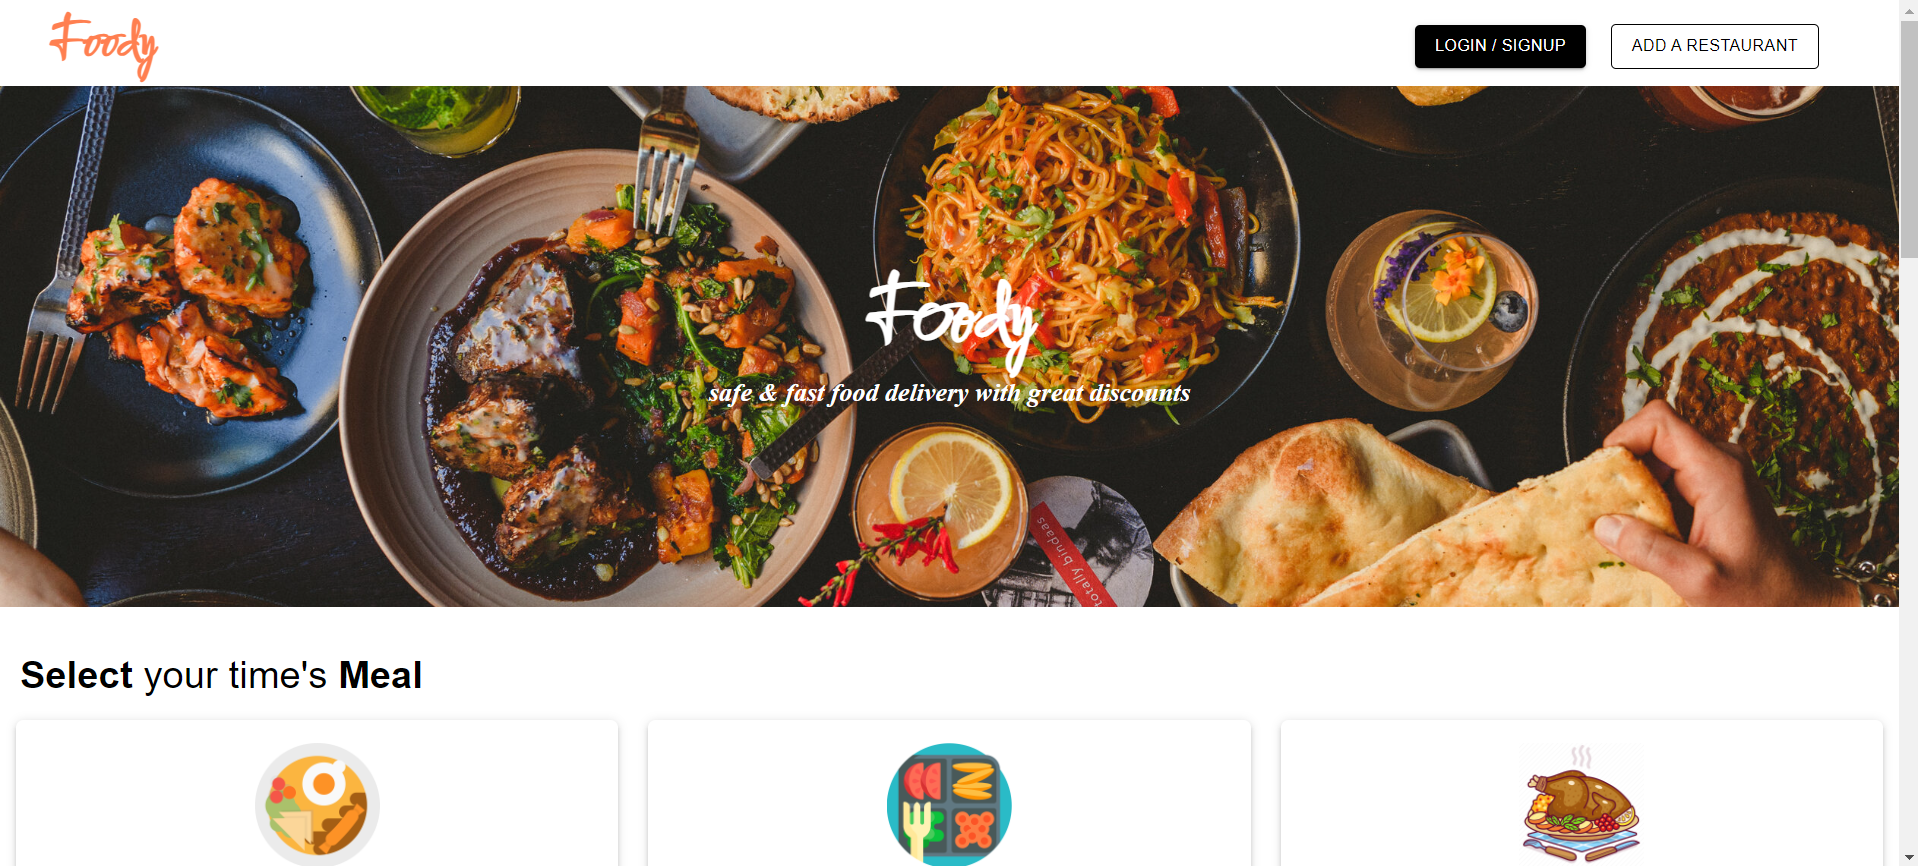 Foody
LOGIN / SIGNUP
ADD A RESTAURANT
Foody
safe & fast food delivery with great discounts
totally bindaas
Select your time's Meal